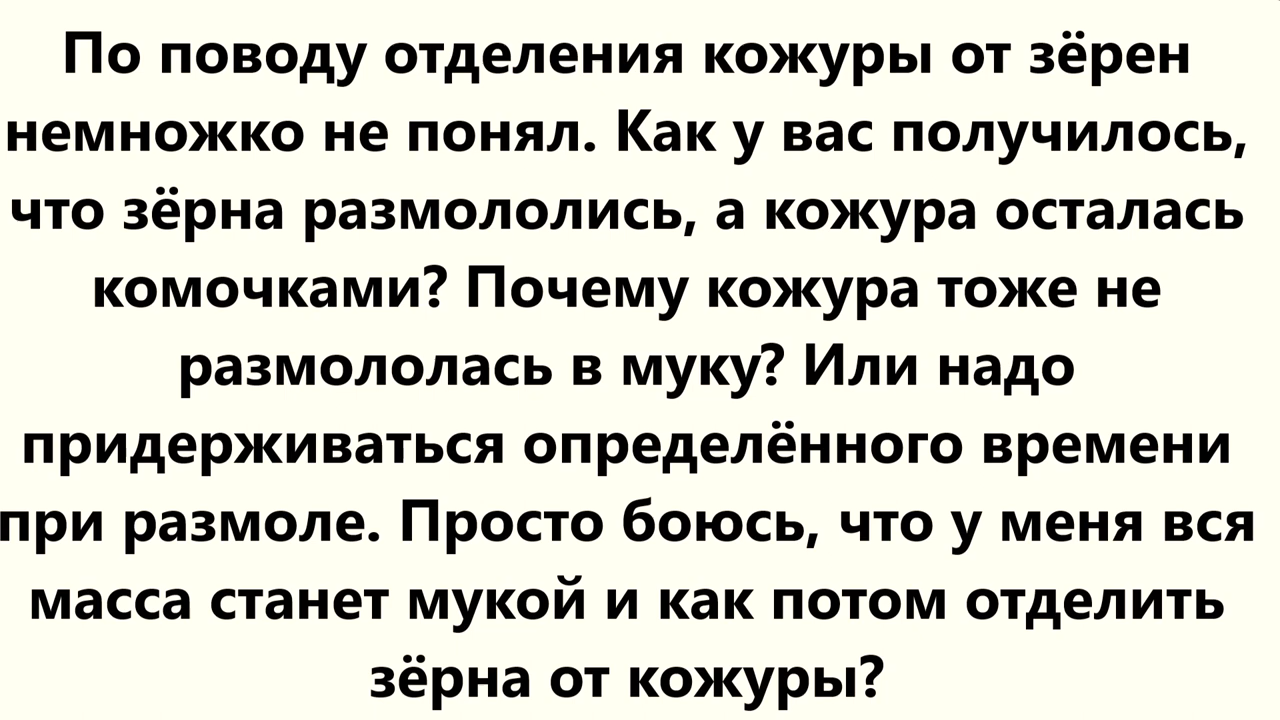 По поводу отделения кожуры от зёрен
немножко не понял. Как у вас получилось,
что зёрна размололись, а кожура осталась
комочками? Почему кожура тоже не
размололась в муку? Или надо
придерживаться определённого времени
при размоле. Просто боюсь, что у меня вся
масса станет мукой и как потом отделить
зёрна от кожуры?